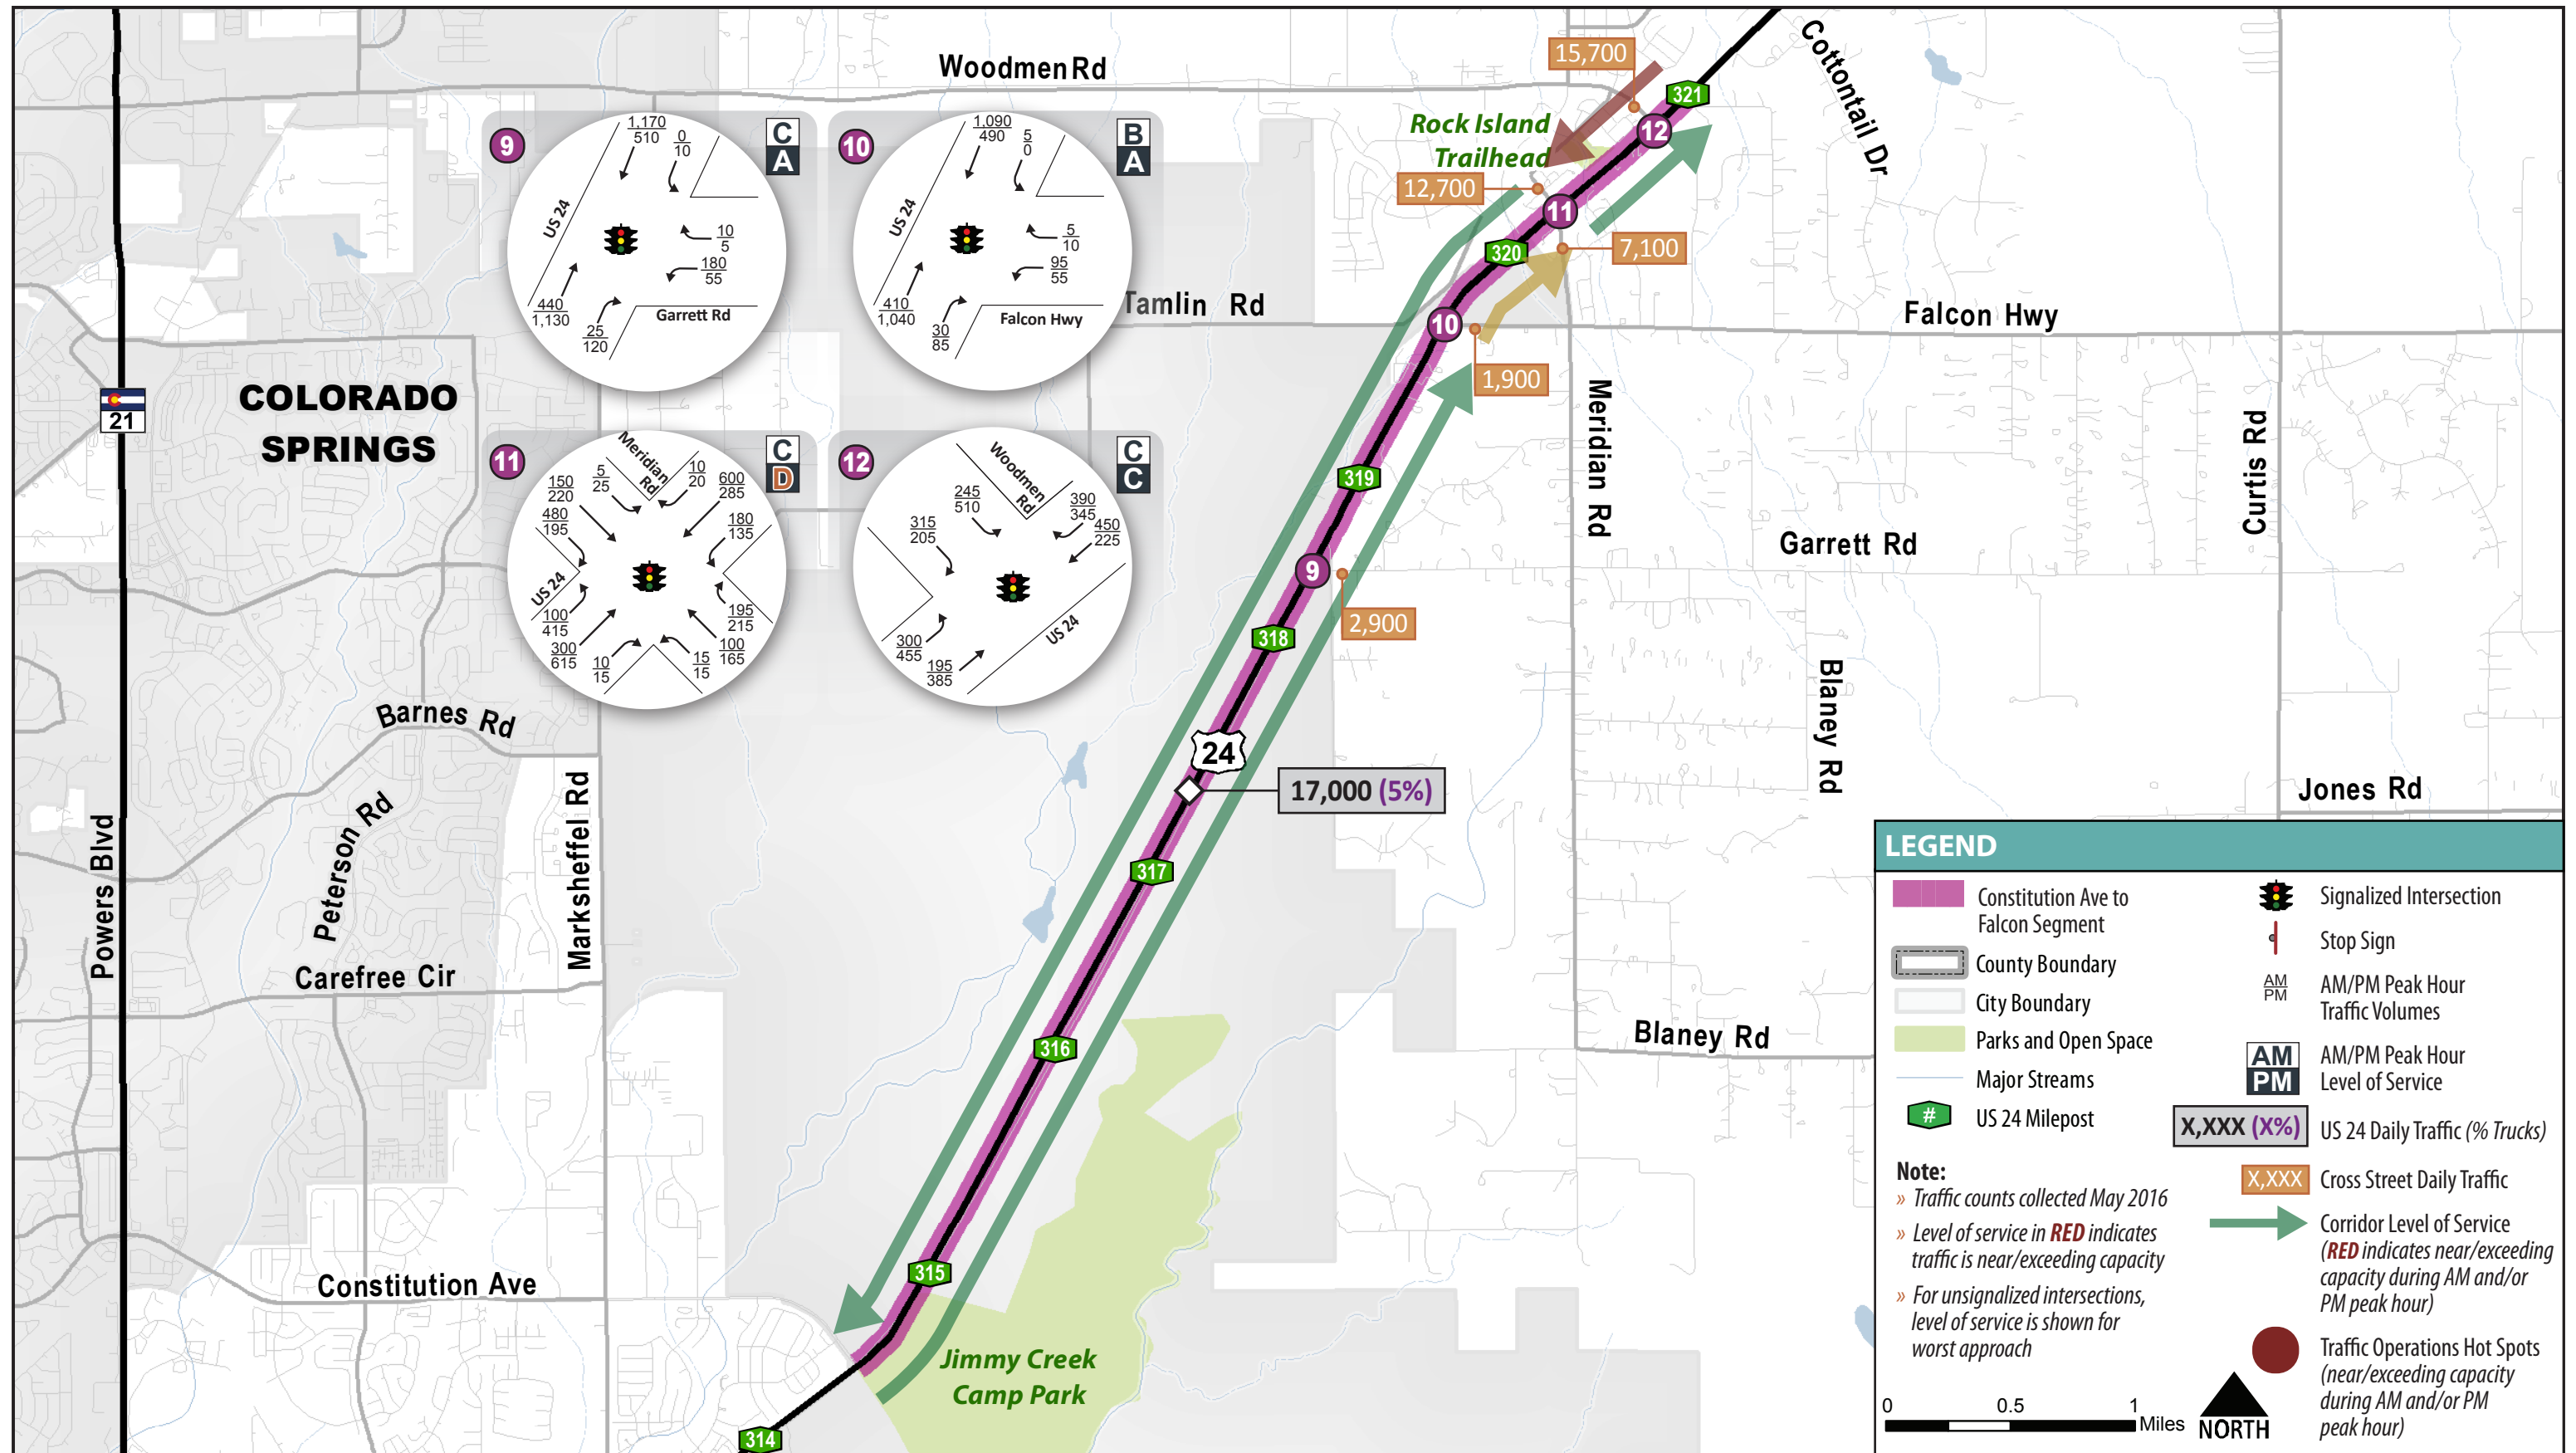 Woodmen Rd
Cottontail Dr
15,700
321
12
Rock Island
Trailhead
12,700
11
320
7,100
Tamlin Rd
Falcon Hwy
10
1,900
Meridian Rd
Curtis Rd
319
Garrett Rd
9
2,900
318
Blaney Rd
24
17,000 (5%)
Jones Rd
317
316
Blaney Rd
315
Jimmy Creek
Camp Park
314
21
COLORADO
SPRINGS
Barnes Rd
Peterson Rd
Marksheffel Rd
Powers Blvd
Carefree Cir
Constitution Ave
9
C
A
1,170
510
0
10
US 24
10
5
180
55
440
1,130
25
120
Garrett Rd
10
B
A
1,090
490
5
0
US 24
5
10
95
55
410
1,040
30
85
Falcon Hwy
11
C
D
Meridian
Rd
150
220
5
25
10
20
600
285
480
195
180
135
US 24
100
415
195
215
300
615
10
15
15
15
100
165
12
C
C
Woodmen
Rd
245
510
390
345
315
205
450
225
300
455
195
385
US 24
LEGEND
Constitution Ave to
Falcon Segment
County Boundary
City Boundary
Parks and Open Space
Major Streams
# US 24 Milepost
Note:
» Traffic counts collected May 2016
» Level of service in RED indicates
traffic is near/exceeding capacity
» For unsignalized intersections,
level of service is shown for
worst approach
0 0.5 1
Miles
NORTH
Signalized Intersection
Stop Sign
AM
PM
AM/PM Peak Hour
Traffic Volumes
AM
PM
AM/PM Peak Hour
Level of Service
X,XXX (X%) US 24 Daily Traffic (% Trucks)
X,XXX Cross Street Daily Traffic
Corridor Level of Service
(RED indicates near/exceeding
capacity during AM and/or
PM peak hour)
Traffic Operations Hot Spots
(near/exceeding capacity
during AM and/or PM
peak hour)